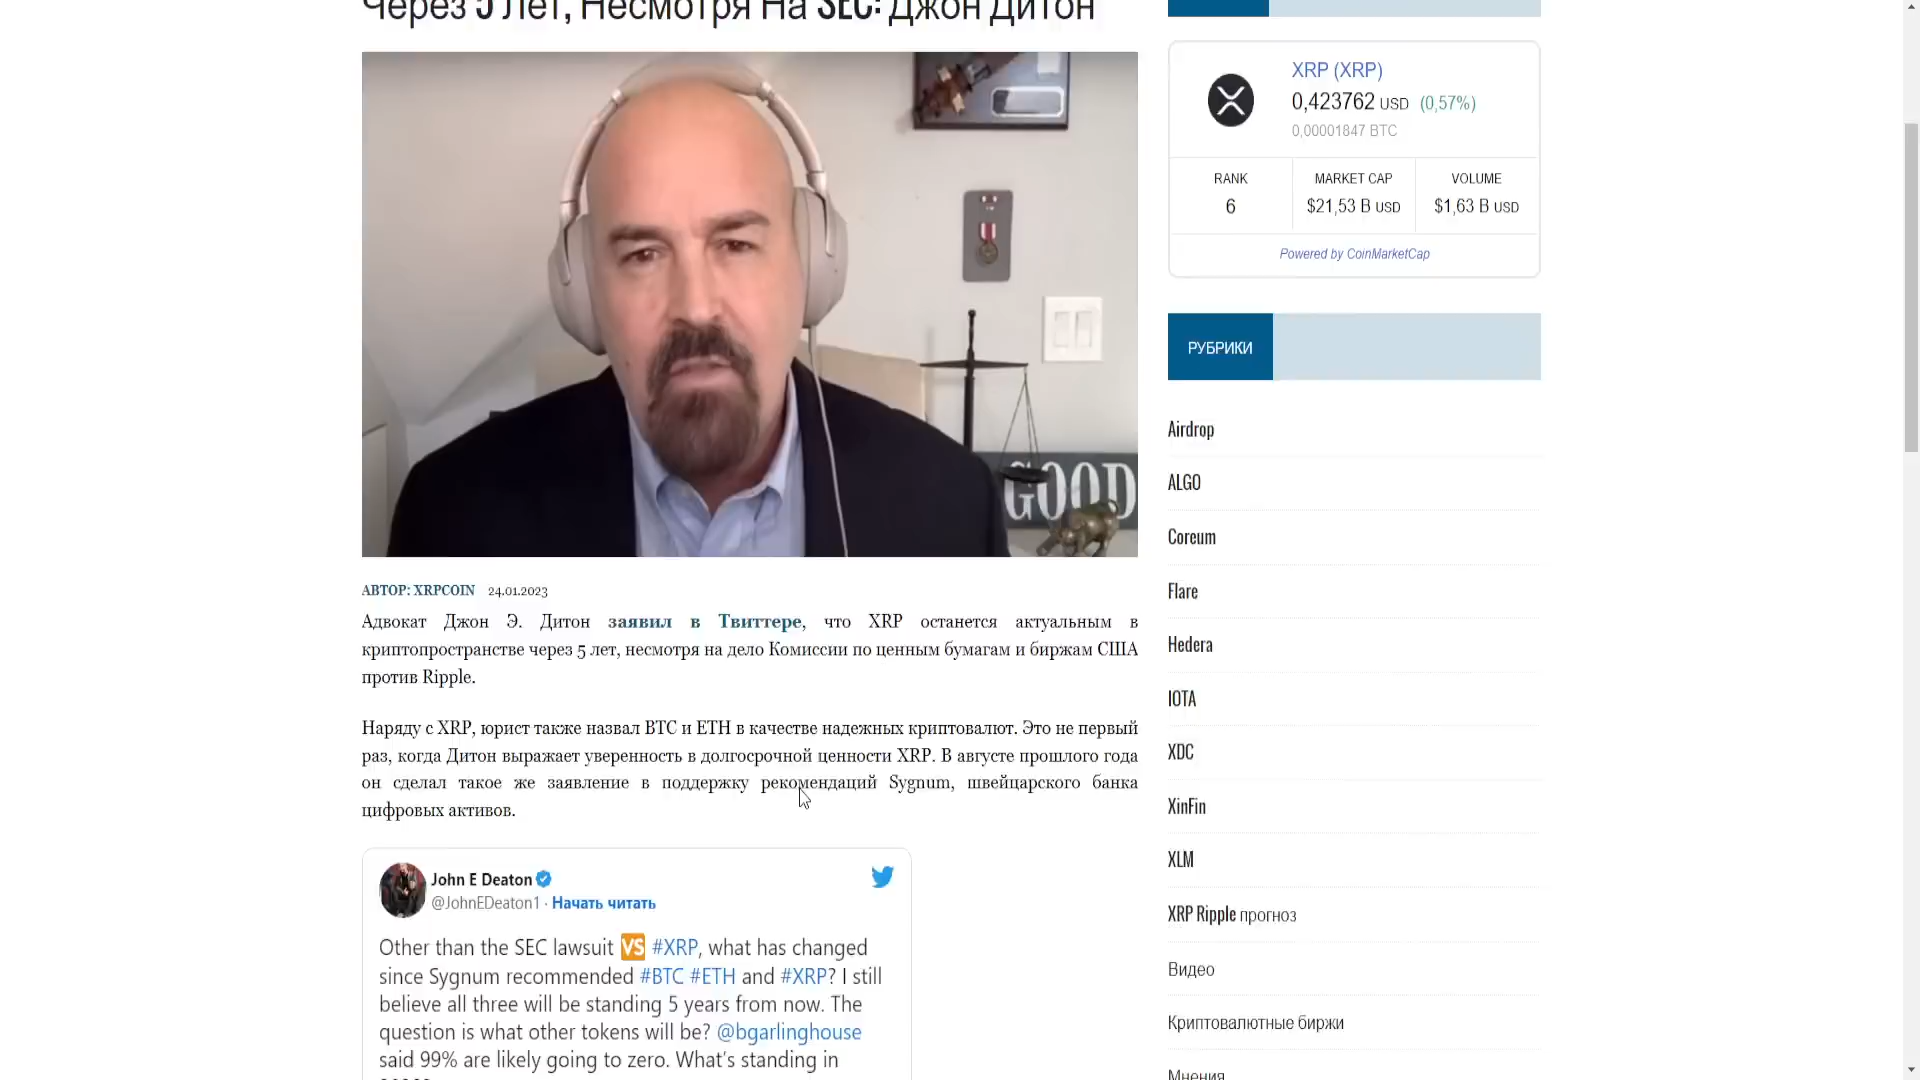 Через 5 Лет, Несмотря На SEC: Джон Дитон
GOOD
АВТОР: XRPCOIN 24.01.2023
Адвокат Джон Э. Дитон заявил в Твиттере, что XRP останется актуальным в
криптопространстве через 5 лет, несмотря на дело Комиссии по ценным бумагам и биржам США
против Ripple.
Наряду с XRP, юрист также назвал BTC и ETH в качестве надежных криптовалют. Это не первый
раз, когда Дитон выражает уверенность в долгосрочной ценности XRP. В августе прошлого года
он сделал такое же заявление в поддержку рекомендаций Sygnum, швейцарского банка
цифровых активов.
John E Deaton
@JohnEDeaton1 · Начать читать
Other than the SEC lawsuit VS #XRP, what has changed
since Sygnum recommended #BTC #ETH and #XRP? I still
believe all three will be standing 5 years from now. The
question is what other tokens will be? @bgarlinghouse
said 99% are likely going to zero. What's standing in
XRP (XRP)
0,423762 USD (0,57%)
0,00001847 BTC
RANK
6
MARKET CAP
$21,53 B USD
VOLUME
$1,63 B USD
Powered by CoinMarketCap
РУБРИКИ
Airdrop
ALGO
Coreum
Flare
Hedera
IOTA
XDC
XinFin
XLM
XRP Ripple прогноз
Видео
Криптовалютные биржи
Мнения